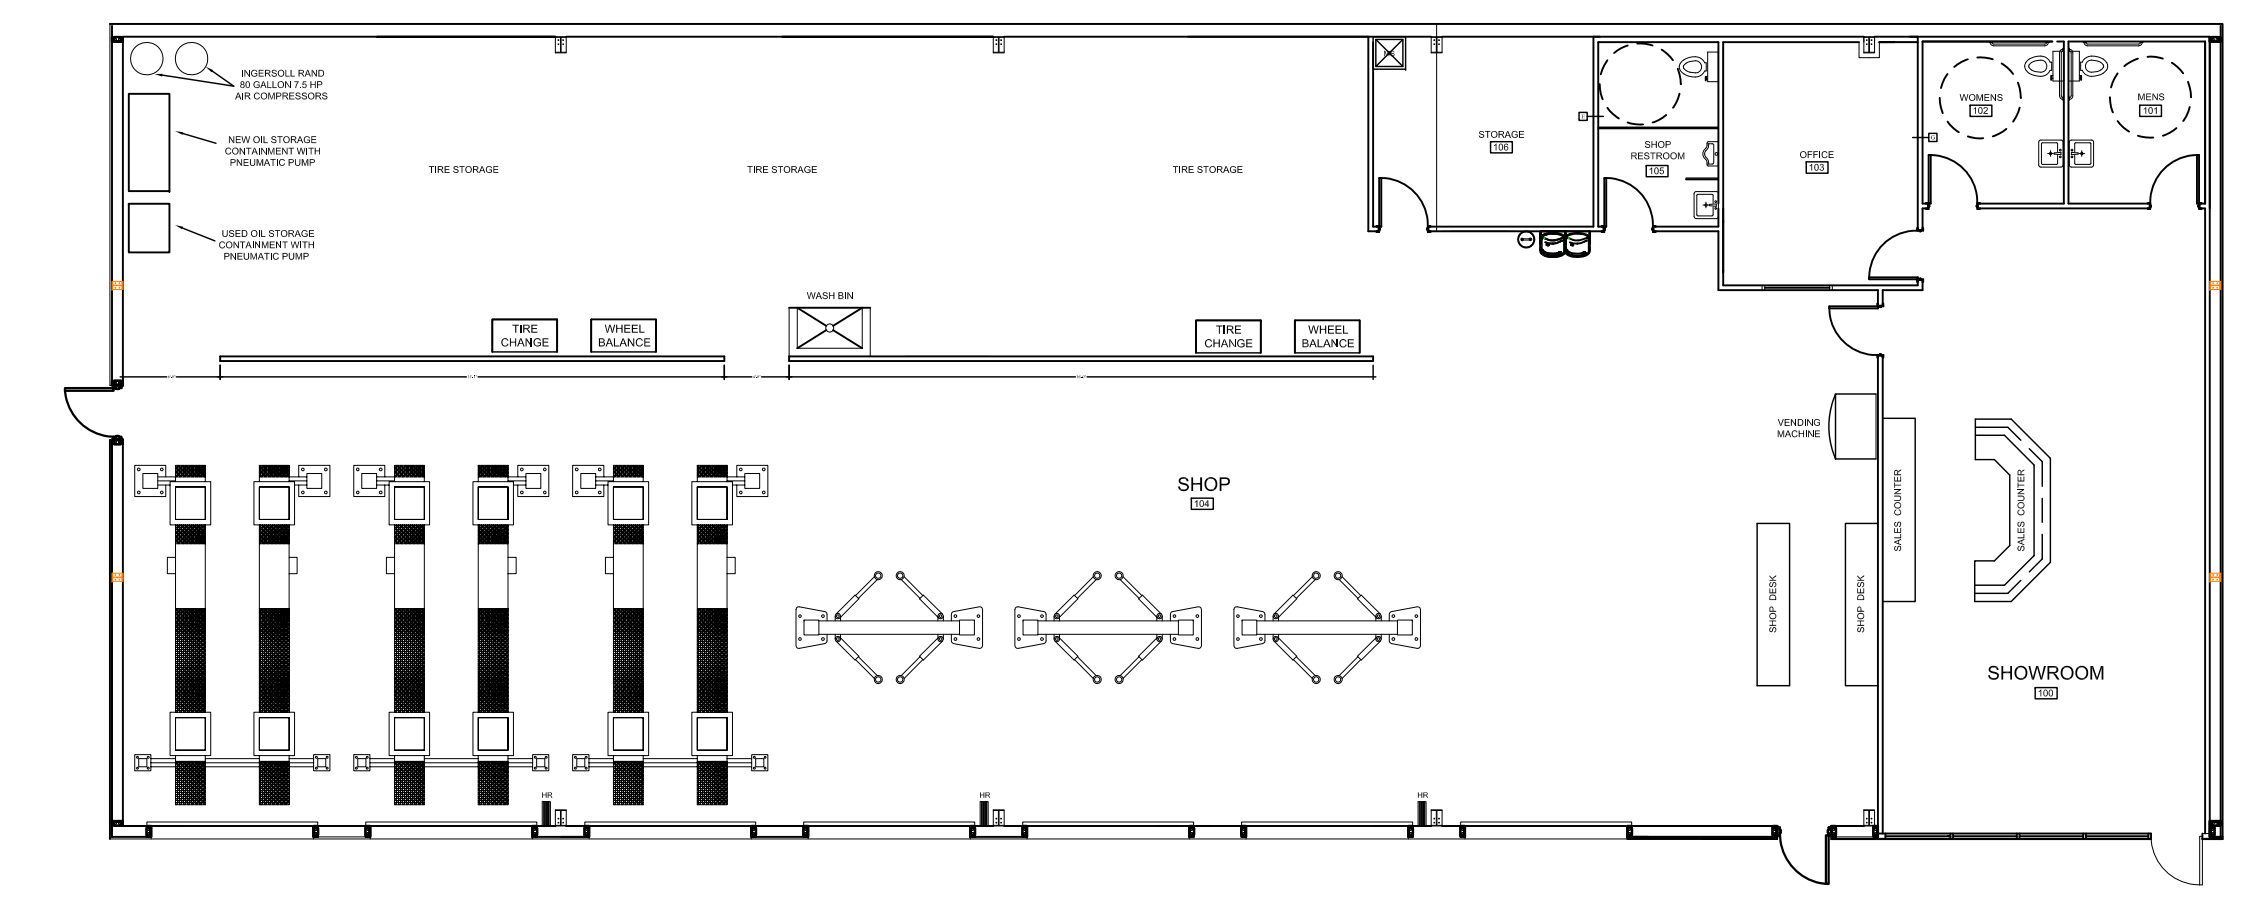 INGERSOLL RAND
80 GALLON 7.5 HP
AIR COMPRESSORS
NEW OIL STORAGE
CONTAINMENT WITH
PNEUMATIC PUMP
USED OIL STORAGE
CONTAINMENT WITH
PNEUMATIC PUMP
TIRE STORAGE
TIRE STORAGE
TIRE STORAGE
STORAGE
106
SHOP
RESTROOM
105
OFFICE
103
WOMENS
102
MENS
101
TIRE
CHANGE
WHEEL
BALANCE
WASH BIN
TIRE
CHANGE
WHEEL
BALANCE
VENDING
MACHINE
SHOP
104
SALES COUNTER
SALES COUNTER
SHOP DESK
SHOP DESK
SHOWROOM
100
HR
HR
HR